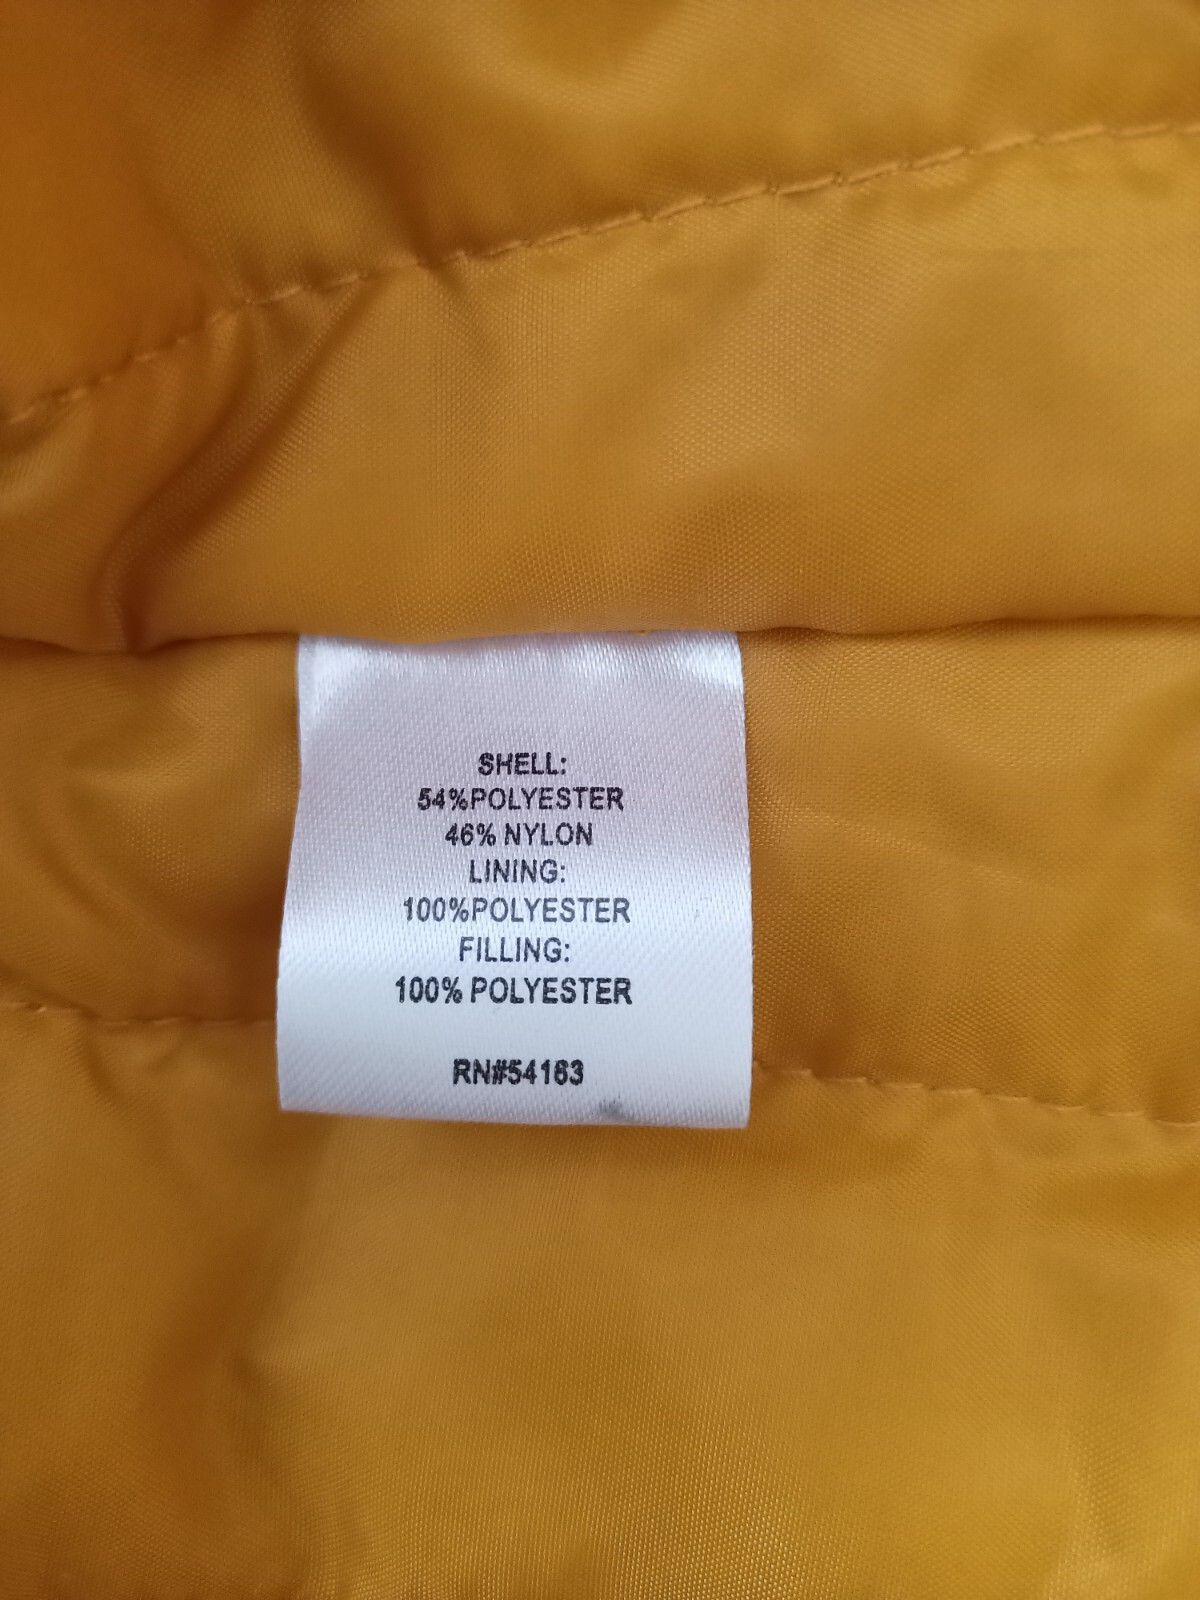 SHELL:
54%POLYESTER
46% NYLON
LINING:
100%POLYESTER
FILLING:
100% POLYESTER
RN#54163